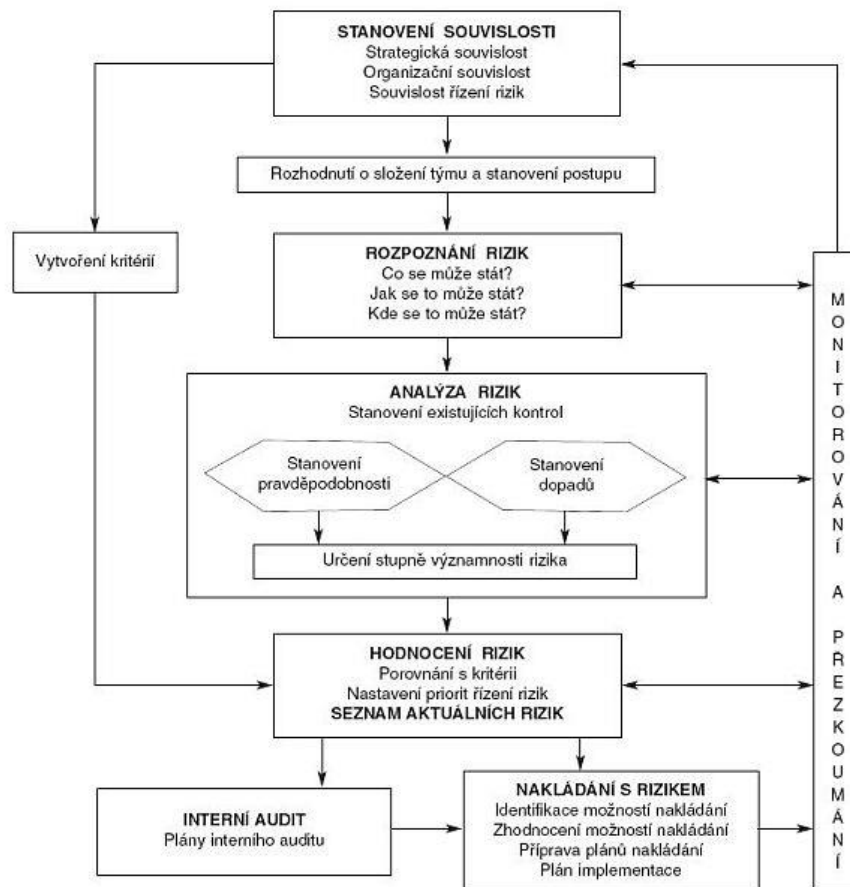 STANOVENÍ SOUVISLOSTI
Strategická souvislost
Organizační souvislost
Souvislost řízení rizik
Rozhodnutí o složení týmu a stanovení postupu
Vytvoření kritérií
ROZPOZNÁNÍ RIZIK
Co se může stát?
Jak se to může stát?
Kde se to může stát?
ANALÝZA RIZIK
Stanovení existujících kontrol
Stanovení
pravděpodobnosti
Stanovení
dopadů
Určení stupně významnosti rizika
HODNOCENÍ RIZIK
Porovnání s kritérii
Nastavení priorit řízení rizik
SEZNAM AKTUÁLNÍCH RIZIK
INTERNÍ AUDIT
Plány interního auditu
NAKLÁDÁNÍ S RIZIKEM
Identifikace možností nakládání
Zhodnocení možností nakládání
Příprava plánů nakládání
Plán implementace
MONITOROVÁNÍ A PŘEZKOUMÁNÍ